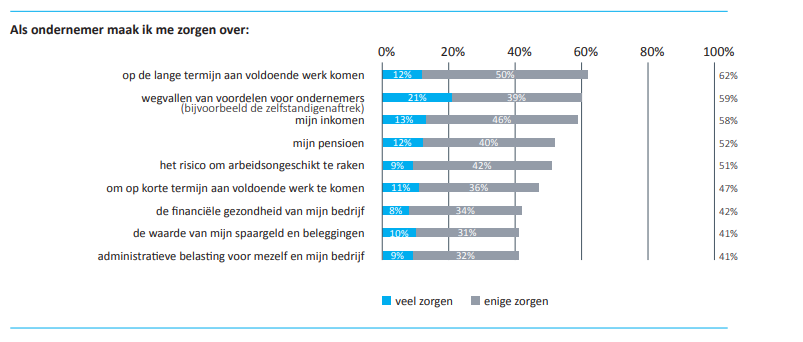 Als ondernemer maak ik me zorgen over:
0% 20% 40% 60% 80% 100%
op de lange termijn aan voldoende werk komen 12% 50% 62%
wegvallen van voordelen voor ondernemers 21% 39% 59%
(bijvoorbeeld de zelfstandigenaftrek)
mijn inkomen 13% 46% 58%
mijn pensioen 12% 40% 52%
het risico om arbeidsongeschikt te raken 9% 42% 51%
om op korte termijn aan voldoende werk te komen 11% 36% 47%
de financiële gezondheid van mijn bedrijf 8% 34% 42%
de waarde van mijn spaargeld en beleggingen 10% 31% 41%
administratieve belasting voor mezelf en mijn bedrijf 9% 32% 41%
veel zorgen enige zorgen